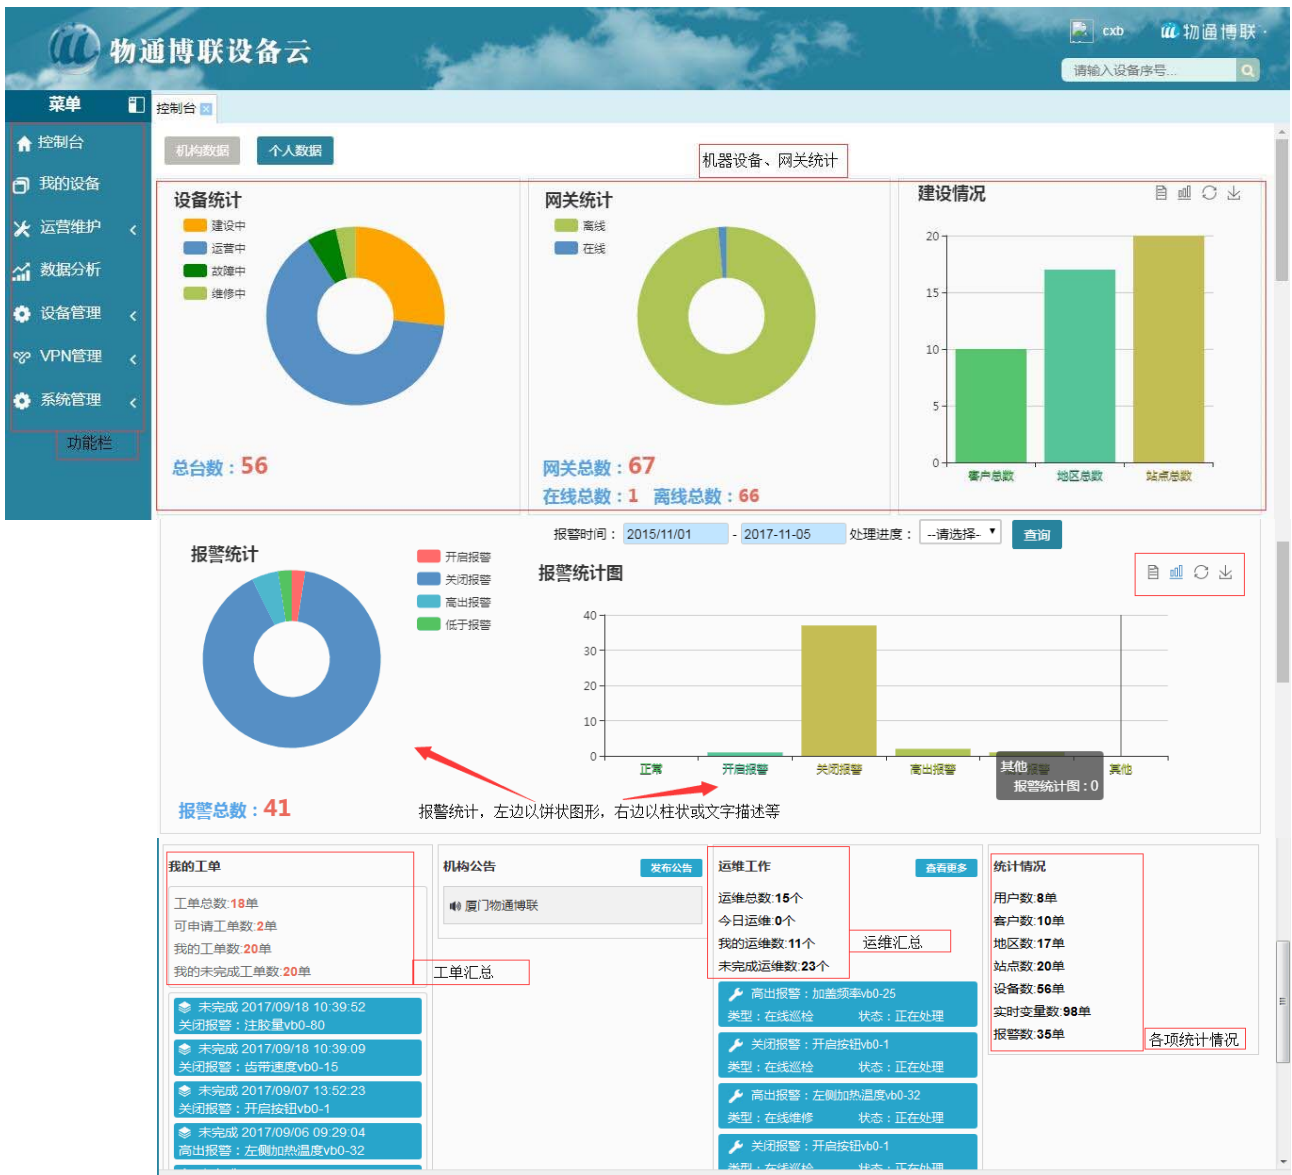 物通博联设备云
cxb
物通博联
请输入设备序号...
菜单
控制台
控制台
我的设备
运营维护
数据分析
设备管理
VPN管理
系统管理
功能栏
机构数据
个人数据
机器设备、网关统计
设备统计
建设中
运营中
故障中
维修中
总台数：56
网关统计
离线
在线
网关总数：67
在线总数：1 离线总数：66
建设情况
20
15
10
5
0
客户总数
地区总数
站点总数
报警统计
开启报警
关闭报警
高出报警
低于报警
报警总数：41
报警时间： 2015/11/01 - 2017-11-05 处理进度： --请选择- 查询
报警统计图
40
30
20
10
0
正常
开启报警
关闭报警
高出报警
其他
其他
报警统计图：0
报警统计，左边以饼状图形，右边以柱状或文字描述等
我的工单
工单总数:18单
可申请工单数:2单
我的工单数:20单
我的未完成工单数:20单
工单汇总
未完成 2017/09/18 10:39:52
关闭报警：注胶量vb0-80
未完成 2017/09/18 10:39:09
关闭报警：齿带速度vb0-15
未完成 2017/09/07 13:52:23
关闭报警：开启按钮vb0-1
未完成 2017/09/06 09:29:04
高出报警：左侧加热温度vb0-32
机构公告
发布公告
厦门物通博联
运维工作
查看更多
运维总数:15个
今日运维:0个
我的运维数:11个
未完成运维数:23个
运维汇总
高出报警：加盖频率vb0-25
类型：在线巡检 状态：正在处理
关闭报警：开启按钮vb0-1
类型：在线巡检 状态：正在处理
高出报警：左侧加热温度vb0-32
类型：在线维修 状态：正在处理
关闭报警：开启按钮vb0-1
类型：在线巡检 状态：正在处理
统计情况
用户数:8单
客户数:10单
地区数:17单
站点数:20单
设备数:56单
实时变量数:98单
报警数:35单
各项统计情况